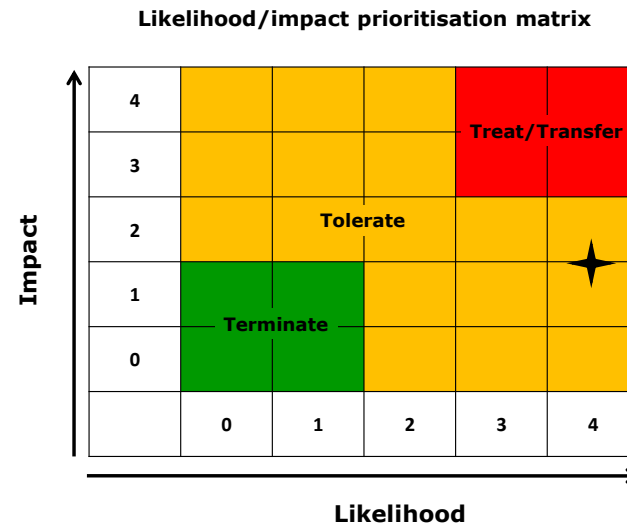 Likelihood/impact prioritisation matrix
Impact
4
Treat/Transfer
3
2
Tolerate
1
Terminate
0
0 1 2 3 4
Likelihood